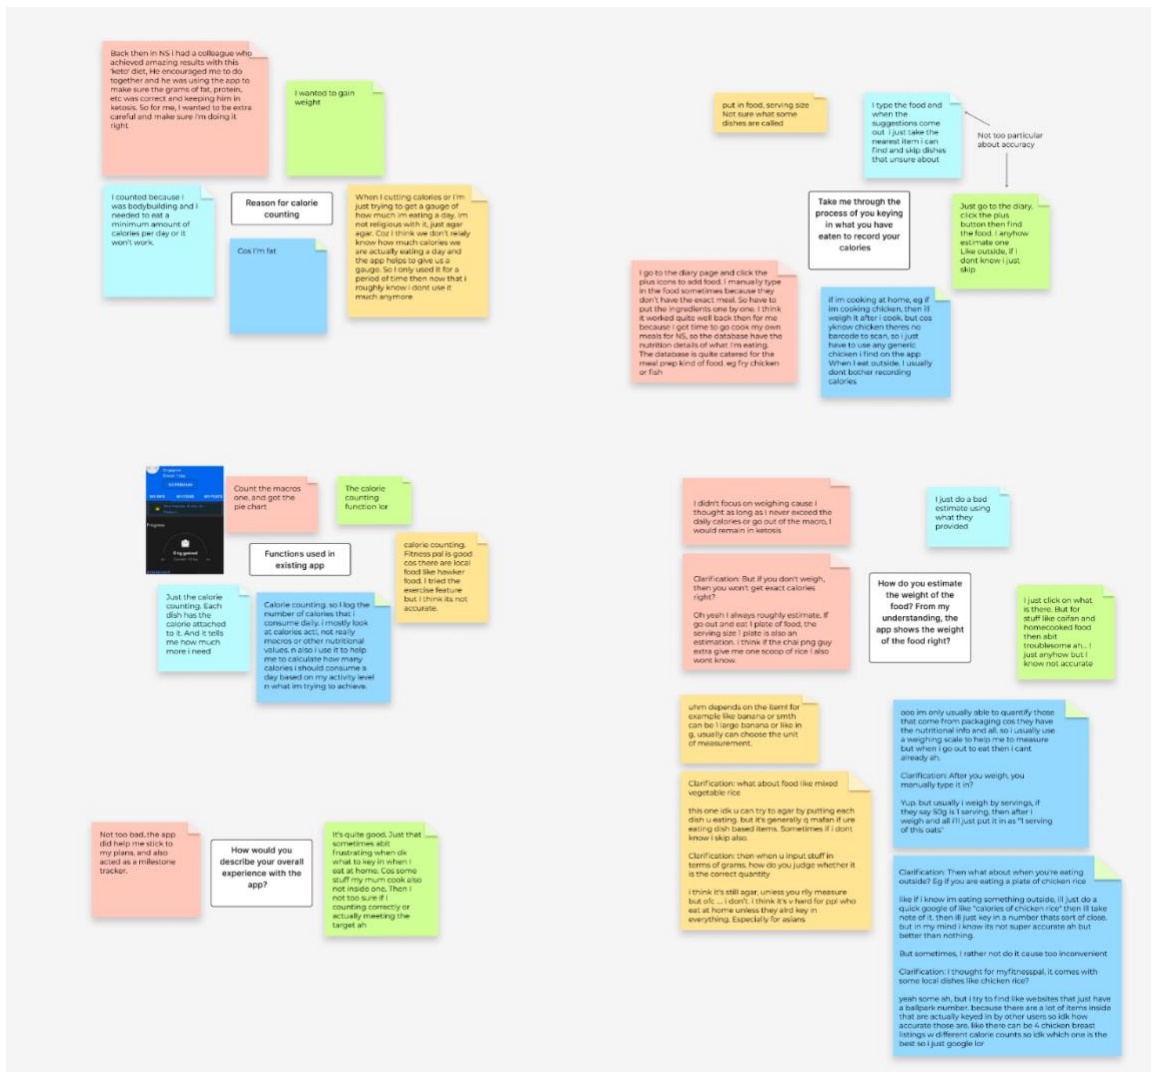 Back then in NS i had a colleague who
achieved amazing results with this
'keto' diet, He encouraged me to do
together and he was using the app to
make sure the grams of fat, protein,
etc was correct and keeping him in
ketosis. So for me, I wanted to be extra
careful and make sure I'm doing it
right
I wanted to gain
weight
I counted because I
was bodybuilding and I
needed to eat a
minimum amount of
calories per day or it
won't work.
Reason for calorie
counting
Cos I'm fat
When I cutting calories or I'm
just trying to get a gauge of
how much im eating a day. Im
not religious with it, just agar
agar. Coz I think we don't relaly
know how much calories we
are actually eating a day and
the app helps to give us a
gauge. So I only used it for a
period of time then now that i
roughly know i dont use it
much anymore
put in food, serving size
Not sure what some
dishes are called
I type the food and
when the
suggestions come
out i just take the
nearest item i can
find and skip dishes
that unsure about
Not too particular
about accuracy
Take me through the
process of you keying
in what you have
eaten to record your
calories
Just go to the diary,
click the plus
button then find
the food. I anyhow
estimate one
Like outside, if I
dont know i just
skip
I go to the diary page and click the
plus icons to add food. I manually type
in the food sometimes because they
don't have the exact meal. So have to
put the ingredients one by one. I think
it worked quite well back then for me
because I got time to go cook my own
meals for NS, so the database have the
nutrition details of what I'm eating.
The database is quite catered for the
meal prep kind of food. eg fry chicken
or fish
if im cooking at home, eg if
im cooking chicken, then ill
weigh it after i cook. but cos
yknow chicken theres no
barcode to scan, so i just
have to use any generic
chicken i find on the app
When I eat outside, I usually
dont bother recording
calories
Progress
Count the macros
one, and got the
pie chart
The calorie
counting
function lor
Functions used in
existing app
calorie counting.
Fitness pal is good
cos there are local
food like hawker
food. I tried the
exercise feature
but I think its not
accurate.
Just the calorie
counting. Each
dish has the
calorie attached
to it. And it tells
me how much
more i need
Calorie counting. so I log the
number of calories that i
consume daily. i mostly look
at calories acti, not really
macros or other nutritional
values. n also i use it to help
me to calculate how many
calories i should consume a
day based on my activity level
n what im trying to achieve.
I didn't focus on weighing cause I
thought as long as i never exceed the
daily calories or go out of the macro, I
would remain in ketosis
I just do a bad
estimate using
what they
provided
Clarification: But if you don't weigh,
then you won't get exact calories
right?
Oh yeah I always roughly estimate. If
go out and eat 1 plate of food, the
serving size 1 plate is also an
estimation. i think if the chai png guy
extra give me one scoop of rice I also
wont know.
How do you estimate
the weight of the
food? From my
understanding, the
app shows the weight
of the food right?
I just click on what
is there. But for
stuff like caifan and
homecooked food
then abit
troublesome ah... I
just anyhow but I
know not accurate
uhm depends on the itemt for
example like banana or smth
can be 1 large banana or like in
g, usually can choose the unit
of measurement.
Clarification: what about food like mixed
vegetable rice
this one idk u can try to agar by putting each
dish u eating. but it's generally q mafan if ure
eating dish based items. Sometimes if i dont
know i skip also
Clarification: then when u input stuff in
terms of grams, how do you judge whether it
is the correct quantity
i think it's still agar, unless you rlly measure
but ofc ... i don't. i think it's v hard for ppl who
eat at home unless they alrd key in
everything. Especially for asians
ooo im only usually able to quantify those
that come from packaging cos they have
the nutritional info and all, so i usually use
a weighing scale to help me to measure
but when i go out to eat then i cant
already ah.
Clarification: After you weigh, you
manually type it in?
Yup. but usually i weigh by servings, if
they say 50g is 1 serving, then after i
weigh and all i'll just put it in as "1 serving
of this oats"
Clarification: Then what about when you're eating
outside? Eg if you are eating a plate of chicken rice
like if i know im eating something outside, ill just do a
quick google of like "calories of chicken rice" then ill take
note of it. then ill just key in a number thats sort of close.
but in my mind i know its not super accurate ah but
better than nothing.
But sometimes, I rather not do it cause too inconvenient
Clarification: I thought for myfitnesspal, it comes with
some local dishes like chicken rice?
yeah some ah, but i try to find like websites that just have
a ballpark number. because there are a lot of items inside
that are actually keyed in by other users so idk how
accurate those are. like there can be 4 chicken breast
listings w different calorie counts so idk which one is the
best so i just google lor
Not too bad, the app
did help me stick to
my plans, and also
acted as a milestone
tracker.
How would you
describe your overall
experience with the
app?
It's quite good. Just that
sometimes abit
frustrating when dk
what to key in when I
eat at home. Cos some
stuff my mum cook also
not inside one. Then I
not too sure if I
counting correctly or
actually meeting the
target ah